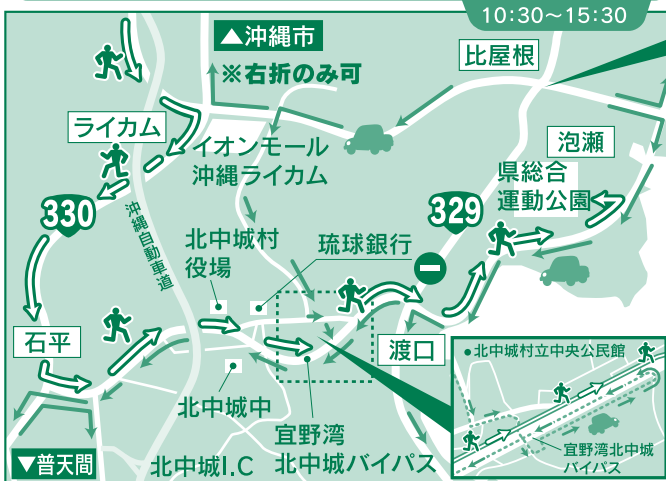 10:30～15:30
▲沖縄市
※右折のみ可
比屋根
ライカム
イオンモール
沖縄ライカム
泡瀬
県総合
運動公園
330
329
沖縄自動車道
北中城村
役場
琉球銀行
石平
渡口
●北中城村立中央公民館
北中城中
宜野湾
北中城バイパス
宜野湾北中城
バイパス
▼普天間
北中城I.C